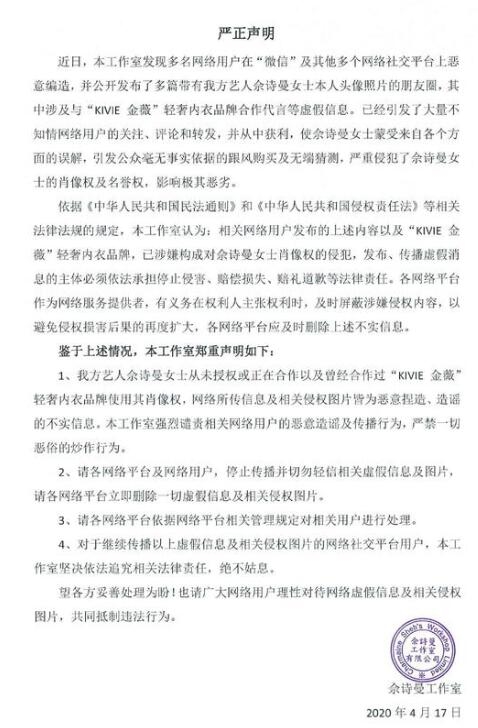 严正声明
近日，本工作室发现多名网络用户在“微信”及其他多个网络社交平台上恶
意编造，并公开发布了多篇带有我方艺人佘诗曼女士本人头像照片的朋友圈，其
中涉及与“KIVIE 金薇”轻奢内衣品牌合作代言等虚假信息。已经引发了大量不
知情网络用户的关注、评论和转发，并从中获利，使佘诗曼女士蒙受来自各个方
面的误解，引发公众毫无事实依据的跟风购买及无端猜测，严重侵犯了佘诗曼女
士的肖像权及名誉权，影响极其恶劣。
依据《中华人民共和国民法通则》和《中华人民共和国侵权责任法》等相关
法律法规的规定，本工作室认为：相关网络用户发布的上述内容以及“KIVIE 金
薇”轻奢内衣品牌，已涉嫌构成对佘诗曼女士肖像权的侵犯，发布、传播虚假消
息的主体必须依法承担停止侵害、赔偿损失、赔礼道歉等法律责任。各网络平台
作为网络服务提供者，有义务在权利人主张权利时，及时屏蔽涉嫌侵权内容，以
避免侵权损害后果的再度扩大，各网络平台应及时删除上述不实信息。
鉴于上述情况，本工作室郑重声明如下：
1、我方艺人佘诗曼女士从未授权或正在合作以及曾经合作过“KIVIE 金薇”
轻奢内衣品牌使用其肖像权，网络所传信息及相关侵权图片皆为恶意捏造、造谣
的不实信息。本工作室强烈谴责相关网络用户的恶意造谣及传播行为，严禁一切
恶俗的炒作行为。
2、请各网络平台及网络用户，停止传播并切勿轻信相关虚假信息及图片，
请各网络平台立即删除一切虚假信息及相关侵权图片。
3、请各网络平台依据网络平台相关管理规定对相关用户进行处理。
4、对于继续传播以上虚假信息及相关侵权图片的网络社交平台用户，本工
作室坚决依法追究相关法律责任，绝不姑息。
望各方妥善处理为盼！也请广大网络用户理性对待网络虚假信息及相关侵权
图片，共同抵制违法行为。
Charmaine Sheh's Workshop Limited
佘詩曼
工作室
有限公司
佘诗曼工作室
2020 年 4 月 17 日